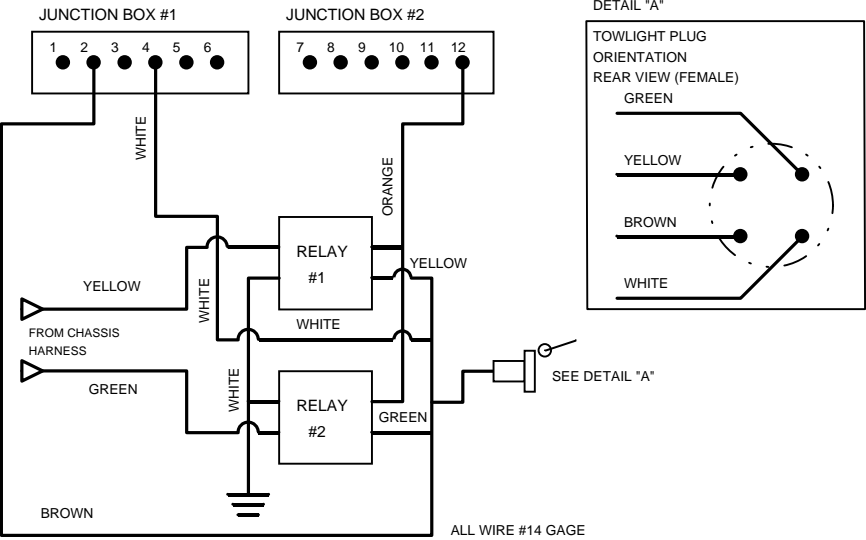 JUNCTION BOX #1
JUNCTION BOX #2
DETAIL "A"
1 2 3 4 5 6
7 8 9 10 11 12
TOWLIGHT PLUG
ORIENTATION
REAR VIEW (FEMALE)
GREEN
YELLOW
BROWN
WHITE
WHITE
ORANGE
RELAY
#1
YELLOW
YELLOW
WHITE
WHITE
FROM CHASSIS
HARNESS
GREEN
WHITE
RELAY
#2
GREEN
SEE DETAIL "A"
BROWN
ALL WIRE #14 GAGE